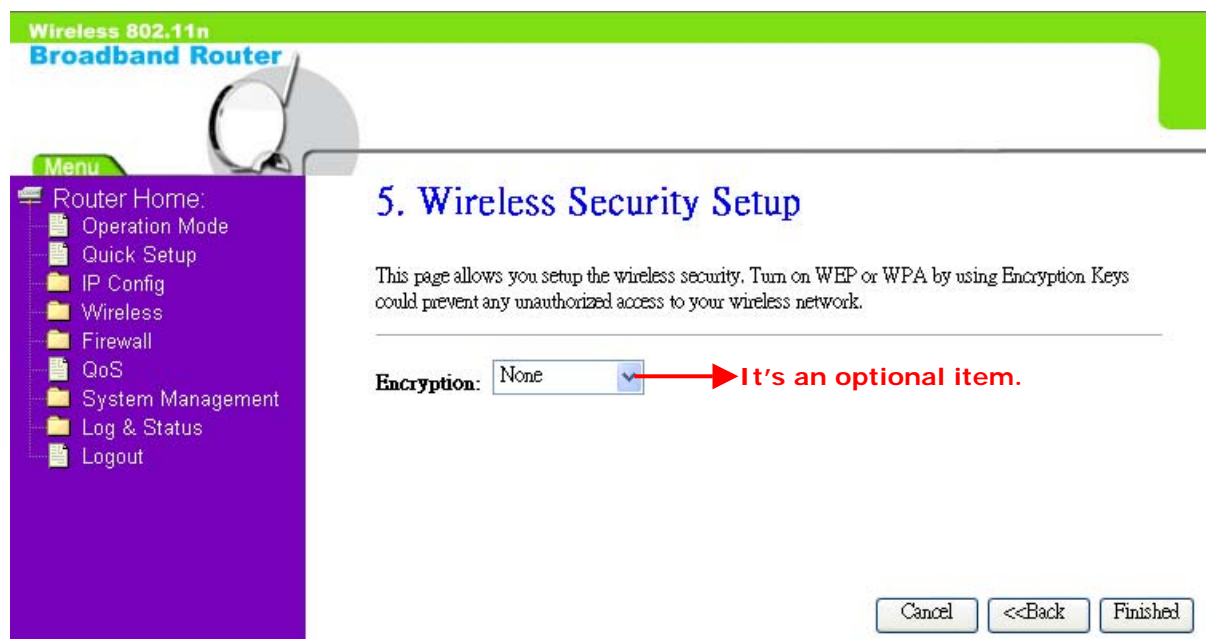 Wireless 802.11n
Broadband Router
Menu
Router Home:
Operation Mode
Quick Setup
IP Config
Wireless
Firewall
QoS
System Management
Log & Status
Logout
5. Wireless Security Setup
This page allows you setup the wireless security. Turn on WEP or WPA by using Encryption Keys
could prevent any unauthorized access to your wireless network.
Encryption: None It's an optional item.
Cancel <<Back Finished